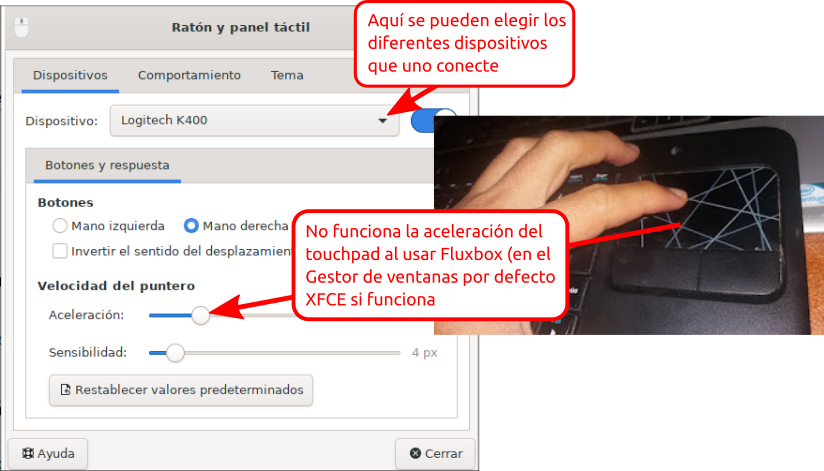 Ratón y panel táctil
Aquí se pueden elegir los
diferentes dispositivos
que uno conecte
Dispositivos
Comportamiento
Tema
Dispositivo:
Logitech K400
Botones y respuesta
Botones
Mano izquierda
Mano derecha
Invertir el sentido del desplazamien
No funciona la aceleración del
touchpad al usar Fluxbox (en el
Gestor de ventanas por defecto
XFCE si funciona
Velocidad del puntero
Aceleración:
Sensibilidad:
4 px
Restablecer valores predeterminados
Ayuda
Cerrar